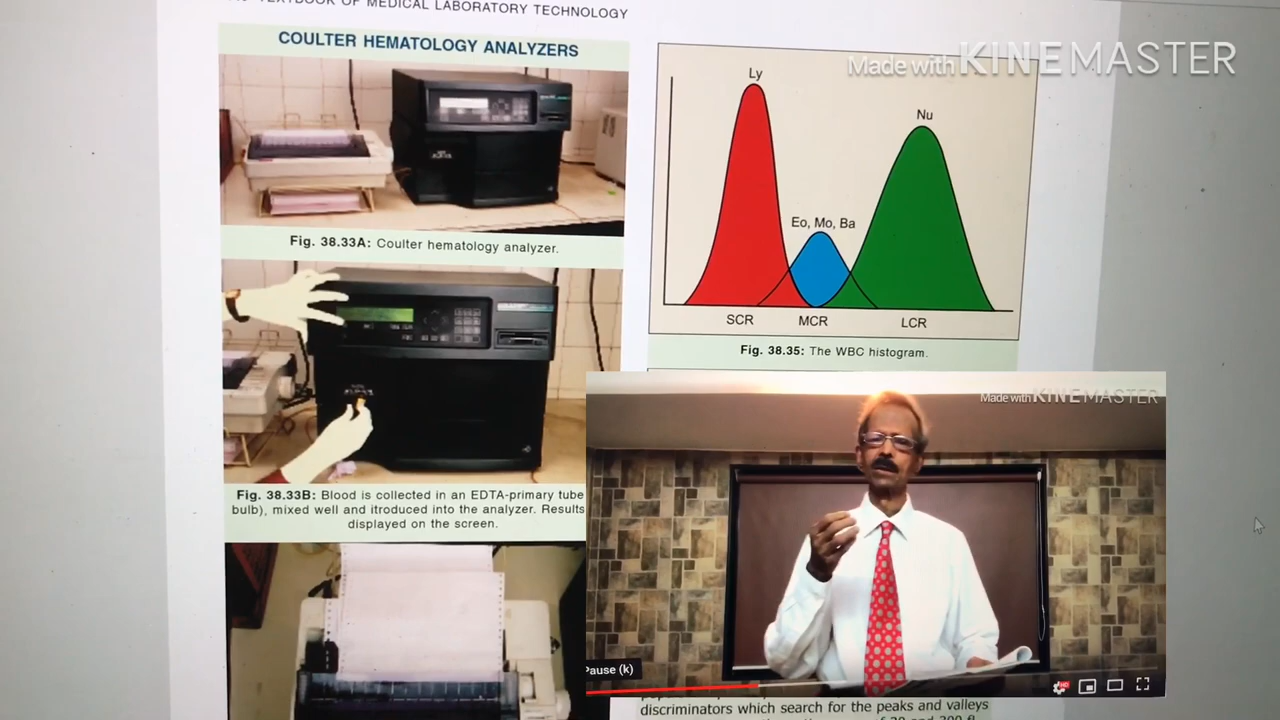 TEXTBOOK OF MEDICAL LABORATORY TECHNOLOGY
COULTER HEMATOLOGY ANALYZERS
Fig. 38.33A: Coulter hematology analyzer.
Fig. 38.33B: Blood is collected in an EDTA-primary tube
bulb), mixed well and itroduced into the analyzer. Results
displayed on the screen.
Made with KINEMASTER
Ly
Nu
Eo, Mo, Ba
SCR MCR LCR
Fig. 38.35: The WBC histogram.
Made with KINEMASTER
Pause (k)
HD
discriminators which search for the peaks and valleys